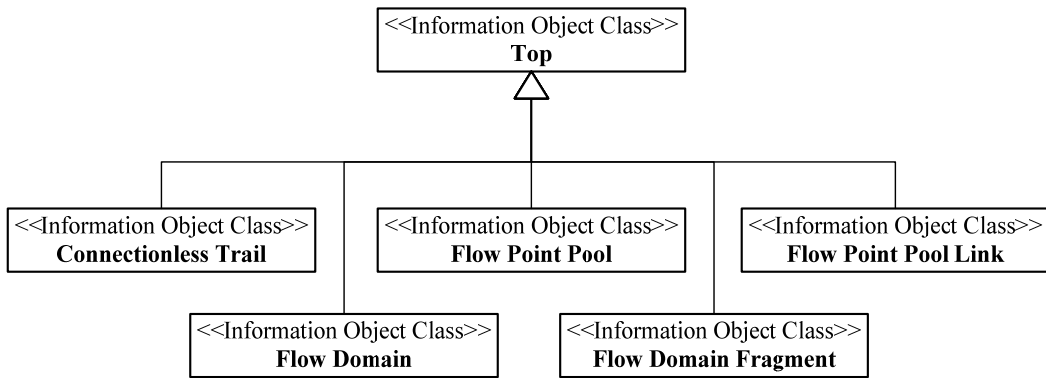 <<Information Object Class>>
Top
<<Information Object Class>>
Connectionless Trail
<<Information Object Class>>
Flow Point Pool
<<Information Object Class>>
Flow Point Pool Link
<<Information Object Class>>
Flow Domain
<<Information Object Class>>
Flow Domain Fragment